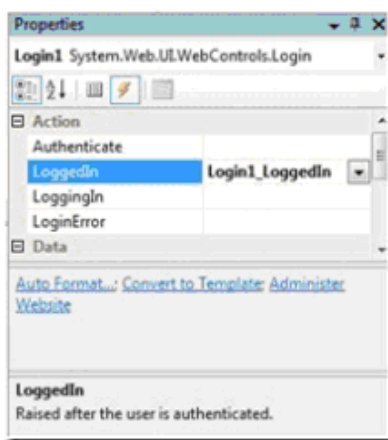 Properties
Login1 System.Web.UI.WebControls.Login
Action
Authenticate
LoggedIn Login1_LoggedIn
LoggingIn
LoginError
Data
Auto Format...; Convert to Template; Administer
Website
LoggedIn
Raised after the user is authenticated.